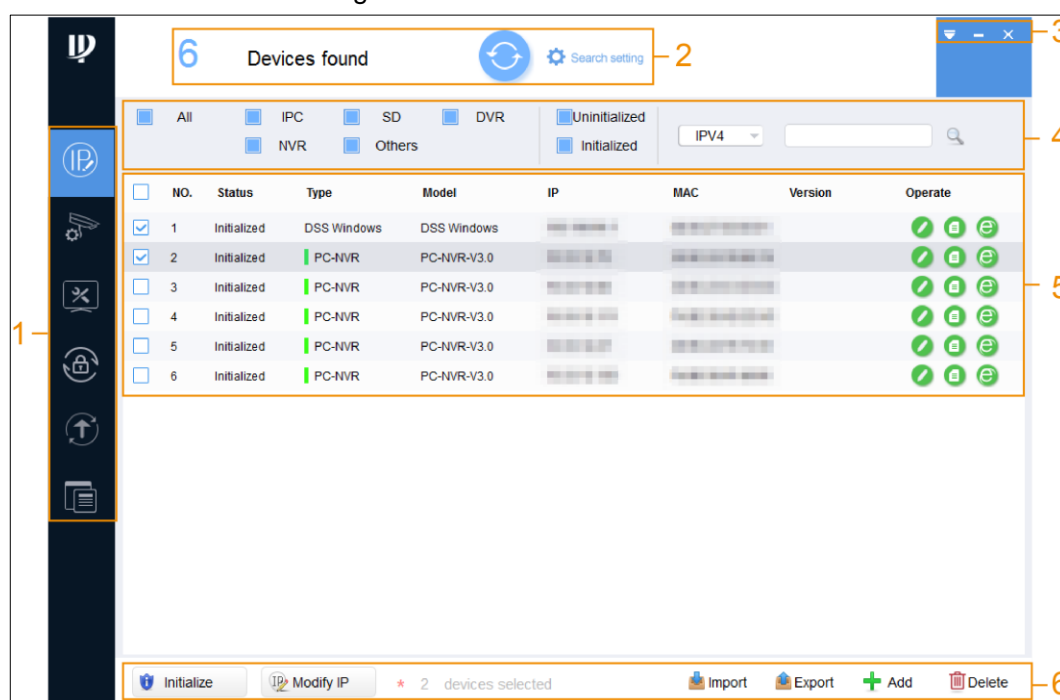 IP
3
6 Devices found Search setting 2
All IPC SD DVR Uninitialized
NVR Others Initialized IPV4 4
NO. Status Type Model IP MAC Version Operate
1 Initialized DSS Windows DSS Windows
2 Initialized PC-NVR PC-NVR-V3.0
3 Initialized PC-NVR PC-NVR-V3.0
5
4 Initialized PC-NVR PC-NVR-V3.0
1
5 Initialized PC-NVR PC-NVR-V3.0
6 Initialized PC-NVR PC-NVR-V3.0
Initialize IP Modify IP * 2 devices selected Import Export Add Delete 6